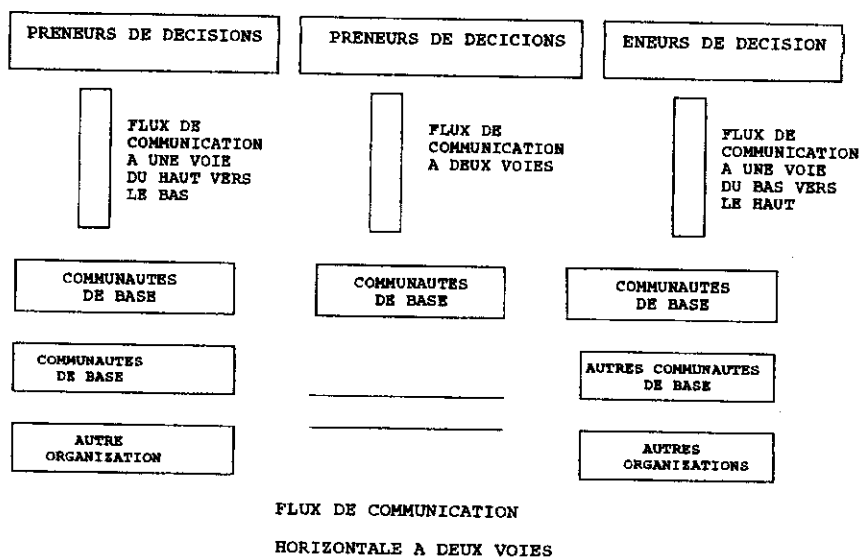 PRENEURS DE DECISIONS
PRENEURS DE DECICIONS
ENEURS DE DECISION
FLUX DE
COMMUNICATION
A UNE VOIE
DU HAUT VERS
LE BAS
FLUX DE
COMMUNICATION
A DEUX VOIES
FLUX DE
COMMUNICATION
A UNE VOIE
DU BAS VERS
LE HAUT
COMMUNAUTES
DE BASE
COMMUNAUTES
DE BASE
COMMUNAUTES
DE BASE
COMMUNAUTES
DE BASE
AUTRES COMMUNAUTES
DE BASE
AUTRE
ORGANIZATION
AUTRES
ORGANIZATIONS
FLUX DE COMMUNICATION
HORIZONTALE A DEUX VOIES